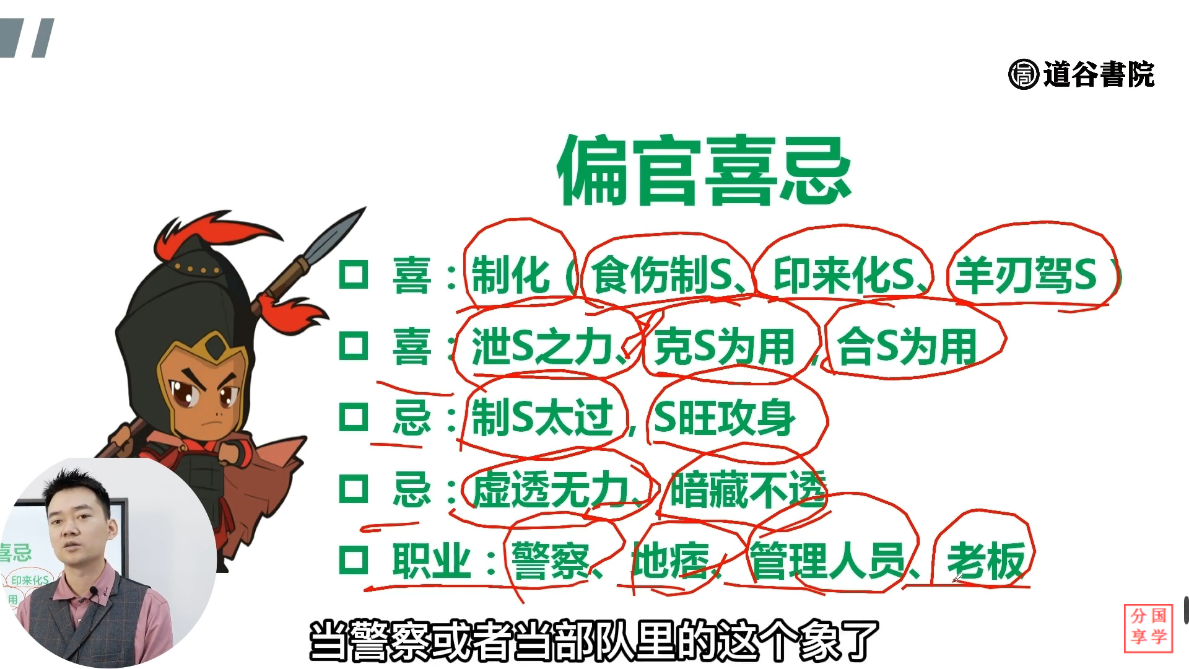 道谷書院
偏官喜忌
喜：制化（食伤制S、印来化S、羊刃驾S）
喜：泄S之力、克S为用，合S为用
忌：制S太过，S旺攻身
忌：虚透无力、暗藏不透
职业：警察、地痞、管理人员、老板
喜忌
印来化S
用
当警察或者当部队里的这个象了
分国
享学